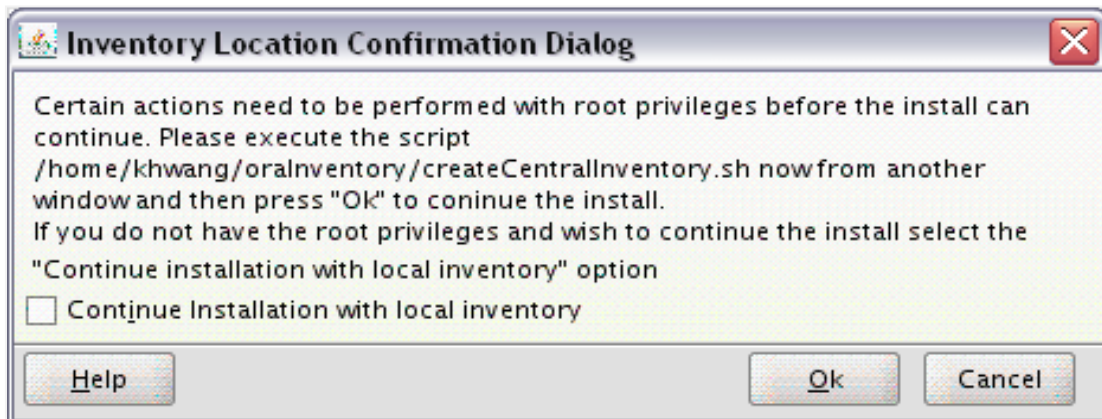 Inventory Location Confirmation Dialog
Certain actions need to be performed with root privileges before the install can
continue. Please execute the script
/home/khwang/oraInventory/createCentralInventory.sh now from another
window and then press "Ok" to coninue the install.
If you do not have the root privileges and wish to continue the install select the
"Continue installation with local inventory" option
Continue Installation with local inventory
Help
Ok
Cancel